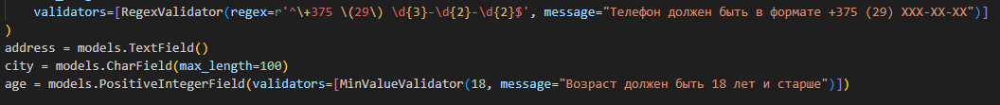 validators=[RegexValidator(regex=r'^\+375 \(29\) \d{3}-\d{2}-\d{2}$', message="Телефон должен быть в формате +375 (29) XXX-XX-XX")]
)
address = models.TextField()
city = models.CharField(max_length=100)
age = models.PositiveIntegerField(validators=[MinValueValidator(18, message="Возраст должен быть 18 лет и старше")])